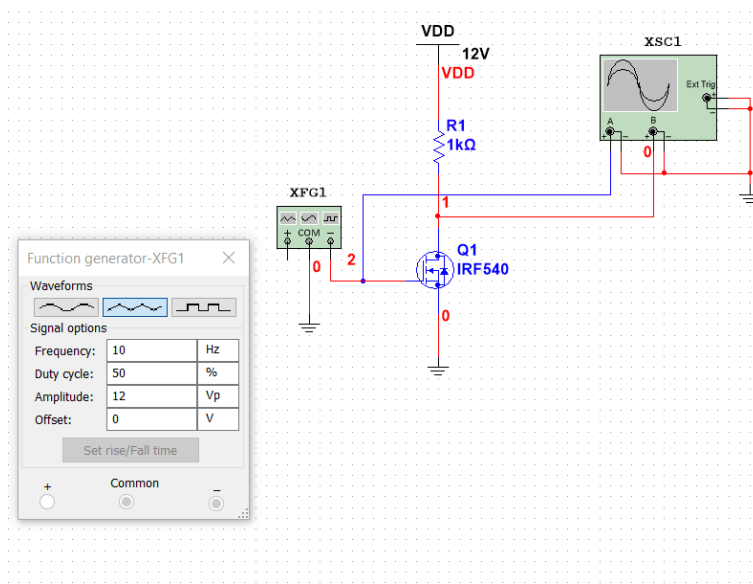 VDD
12V
VDD
XSC1
Ext Trig
+
-
A
B
+
-
+
-
R1
1kΩ
0
XFG1
1
+
COM
-
0
2
Q1
IRF540
0
Function generator-XFG1
Waveforms
Signal options
Frequency: 10 Hz
Duty cycle: 50 %
Amplitude: 12 Vp
Offset: 0 V
Set rise/Fall time
+ Common -